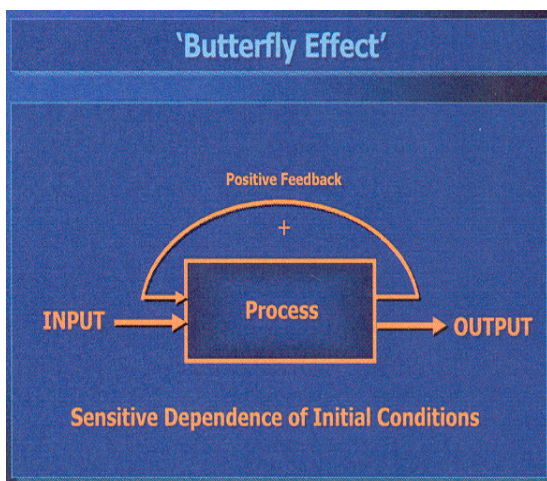 ‘Butterfly Effect’
Positive Feedback
+
Process
INPUT
OUTPUT
Sensitive Dependence of Initial Conditions